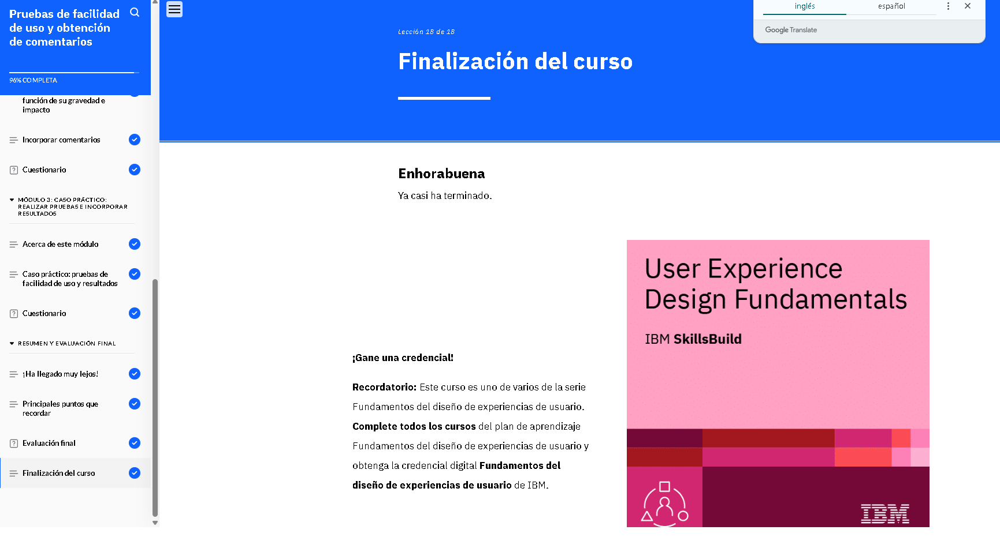 Pruebas de facilidad
de uso y obtención
de comentarios
96% COMPLETA
función de su gravedad e
impacto
Incorporar comentarios
Cuestionario
MÓDULO 3: CASO PRÁCTICO:
REALIZAR PRUEBAS E INCORPORAR
RESULTADOS
Acerca de este módulo
Caso práctico: pruebas de
facilidad de uso y resultados
Cuestionario
RESUMEN Y EVALUACIÓN FINAL
¡Ha llegado muy lejos!
Principales puntos que
recordar
Evaluación final
Finalización del curso
inglés español
Google Translate
Lección 18 de 18
Finalización del curso
Enhorabuena
Ya casi ha terminado.
¡Gane una credencial!
Recordatorio: Este curso es uno de varios de la serie
Fundamentos del diseño de experiencias de usuario.
Complete todos los cursos del plan de aprendizaje
Fundamentos del diseño de experiencias de usuario y
obtenga la credencial digital Fundamentos del
diseño de experiencias de usuario de IBM.
User Experience
Design Fundamentals
IBM SkillsBuild
IBM